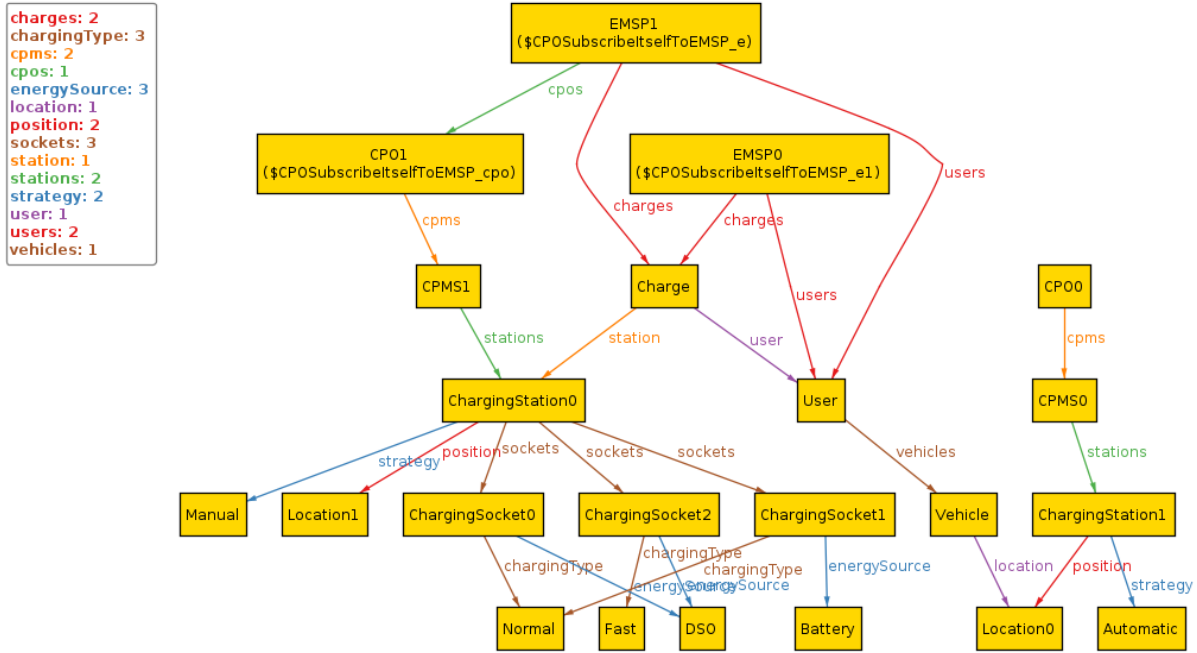 charges: 2
chargingType: 3
cpms: 2
cpos: 1
energySource: 3
location: 1
position: 2
sockets: 3
station: 1
stations: 2
strategy: 2
user: 1
users: 2
vehicles: 1
EMSP1
($CPOSubscribeItselfToEMSP_e)
cpos
CPO1
($CPOSubscribeItselfToEMSP_cpo)
EMSP0
($CPOSubscribeItselfToEMSP_e1)
users
charges
charges
cpms
CPMS1
Charge
CPO0
users
stations
station
user
cpms
ChargingStation0
User
CPMS0
strategy
position
sockets
sockets
sockets
vehicles
stations
Manual
Location1
ChargingSocket0
ChargingSocket2
ChargingSocket1
Vehicle
ChargingStation1
chargingType
chargingType
chargingType
energySource
energySource
energySource
location
position
strategy
Normal
Fast
DSO
Battery
Location0
Automatic